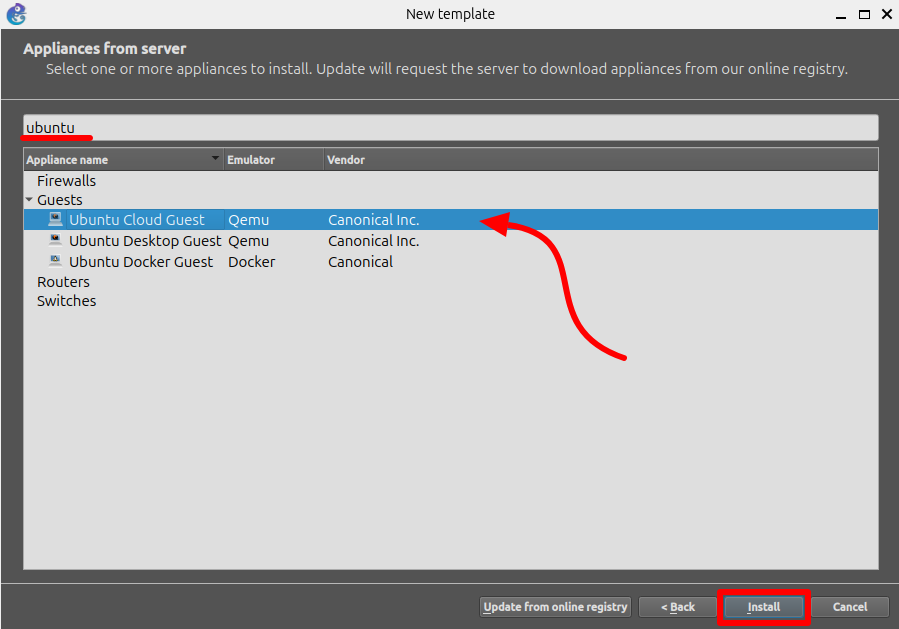 New template
Appliances from server
Select one or more appliances to install. Update will request the server to download appliances from our online registry.
ubuntu
Appliance name Emulator Vendor
Firewalls
Guests
Ubuntu Cloud Guest Qemu Canonical Inc.
Ubuntu Desktop Guest Qemu Canonical Inc.
Ubuntu Docker Guest Docker Canonical
Routers
Switches
Update from online registry < Back Install Cancel